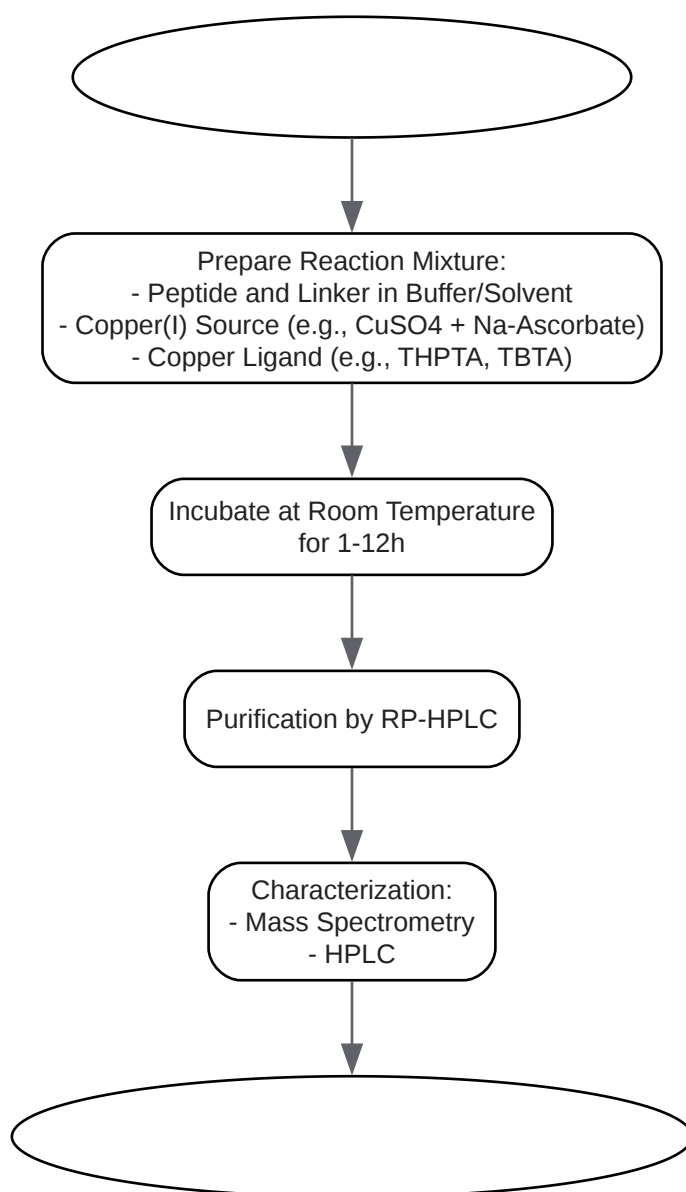 Prepare Reaction Mixture:
- Peptide and Linker in Buffer/Solvent
- Copper(I) Source (e.g., CuSO4 + Na-Ascorbate)
- Copper Ligand (e.g., THPTA, TBTA)
Incubate at Room Temperature
for 1-12h
Purification by RP-HPLC
Characterization:
- Mass Spectrometry
- HPLC